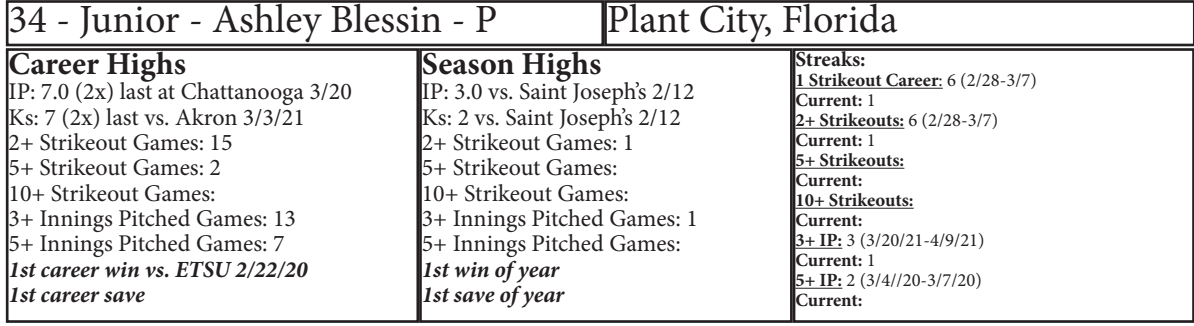 34 - Junior - Ashley Blessin - P
Plant City, Florida
Career Highs
IP: 7.0 (2x) last at Chattanooga 3/20
Ks: 7 (2x) last vs. Akron 3/3/21
2+ Strikeout Games: 15
5+ Strikeout Games: 2
10+ Strikeout Games:
3+ Innings Pitched Games: 13
5+ Innings Pitched Games: 7
1st career win vs. ETSU 2/22/20
1st career save
Season Highs
IP: 3.0 vs. Saint Joseph's 2/12
Ks: 2 vs. Saint Joseph's 2/12
2+ Strikeout Games: 1
5+ Strikeout Games:
10+ Strikeout Games:
3+ Innings Pitched Games: 1
5+ Innings Pitched Games:
1st win of year
1st save of year
Streaks:
1 Strikeout Career: 6 (2/28-3/7)
Current: 1
2+ Strikeouts: 6 (2/28-3/7)
Current: 1
5+ Strikeouts:
Current:
10+ Strikeouts:
Current:
3+ IP: 3 (3/20/21-4/9/21)
Current: 1
5+ IP: 2 (3/4//20-3/7/20)
Current: